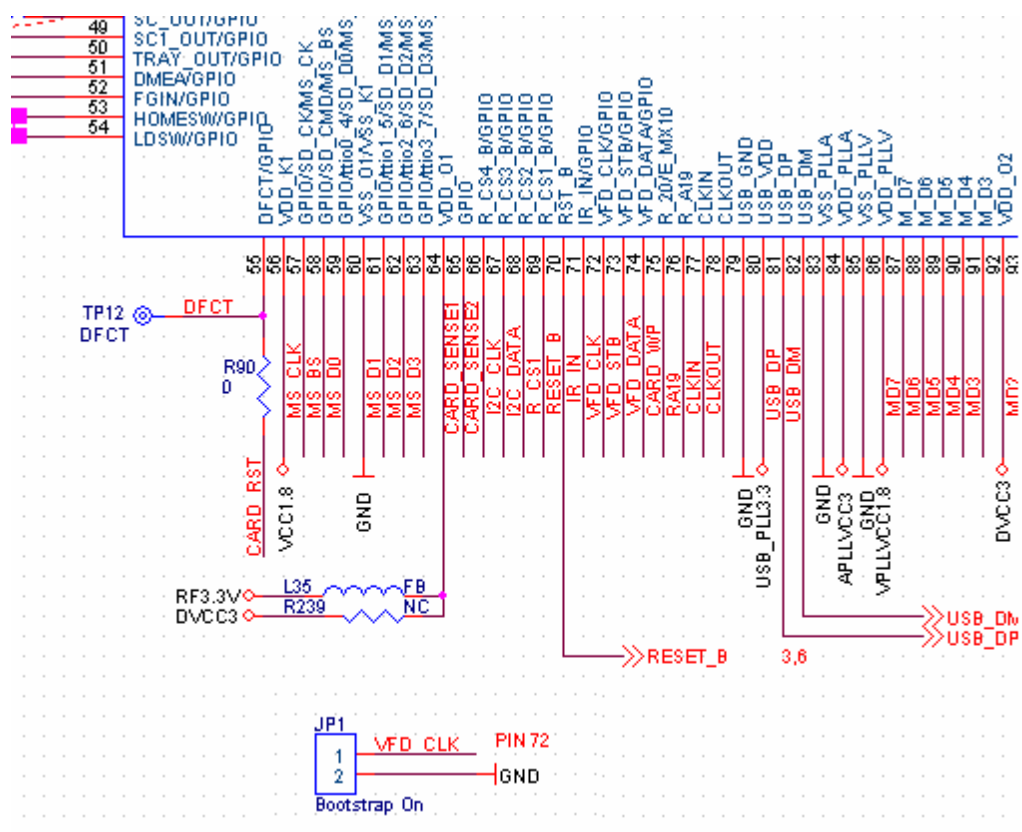 SC_OUT/GPIO
49
SC1_OUT/GPIO
50
TRAY_OUT/GPIO
51
DMEA/GPIO
52
FGIN/GPIO
53
HOMESW/GPIO
54
LDSW/GPIO
DFCT/GPIO
VDD_K1
GPIO/SD_CK/MS_CK
GPIO/SD_CMD/MS_BS
GPIO/ttio0_4/SD_D0/MS
VSS_O1/VSS_K1
GPIO/ttio1_5/SD_D1/MS
GPIO/ttio2_6/SD_D2/MS
GPIO/ttio3_7/SD_D3/MS
VDD_O1
GPIO
R_CS4_B/GPIO
R_CS3_B/GPIO
R_CS2_B/GPIO
R_CS1_B/GPIO
RST_B
IR_IN/GPIO
VFD_CLK/GPIO
VFD_STB/GPIO
VFD_DATA/GPIO
R_20/E_MX10
R_A19
CLKIN
CLKOUT
USB_GND
USB_VDD
USB_DP
USB_DM
VSS_PLLA
VDD_PLLA
VSS_PLLV
VDD_PLLV
M_D7
M_D6
M_D5
M_D4
M_D3
VDD_O2
55
56
57
58
59
60
61
62
63
64
65
66
67
68
69
70
71
72
73
74
75
76
77
78
79
80
81
82
83
84
85
86
87
88
89
90
91
92
93
TP12
DFCT
DFCT
R90
0
CARD_RST
VCC1.8
MS_CLK
MS_BS
MS_D0
GND
MS_D1
MS_D2
MS_D3
CARD_SENSE1
CARD_SENSE2
I2C_CLK
I2C_DATA
R_CS1
RESET_B
IR_IN
VFD_CLK
VFD_STB
VFD_DATA
CARD_WP
RA19
CLKIN
CLKOUT
GND
USB_PLL3.3
USB_DP
USB_DM
GND
APLLVCC3
GND
VPLLVCC1.8
MD7
MD6
MD5
MD4
MD3
DVCC3
MD2
RF3.3V
L35
FB
DVCC3
R239
NC
USB_DM
USB_DP
RESET_B
3,6
JP1
1
VFD_CLK
PIN 72
2
GND
Bootstrap On